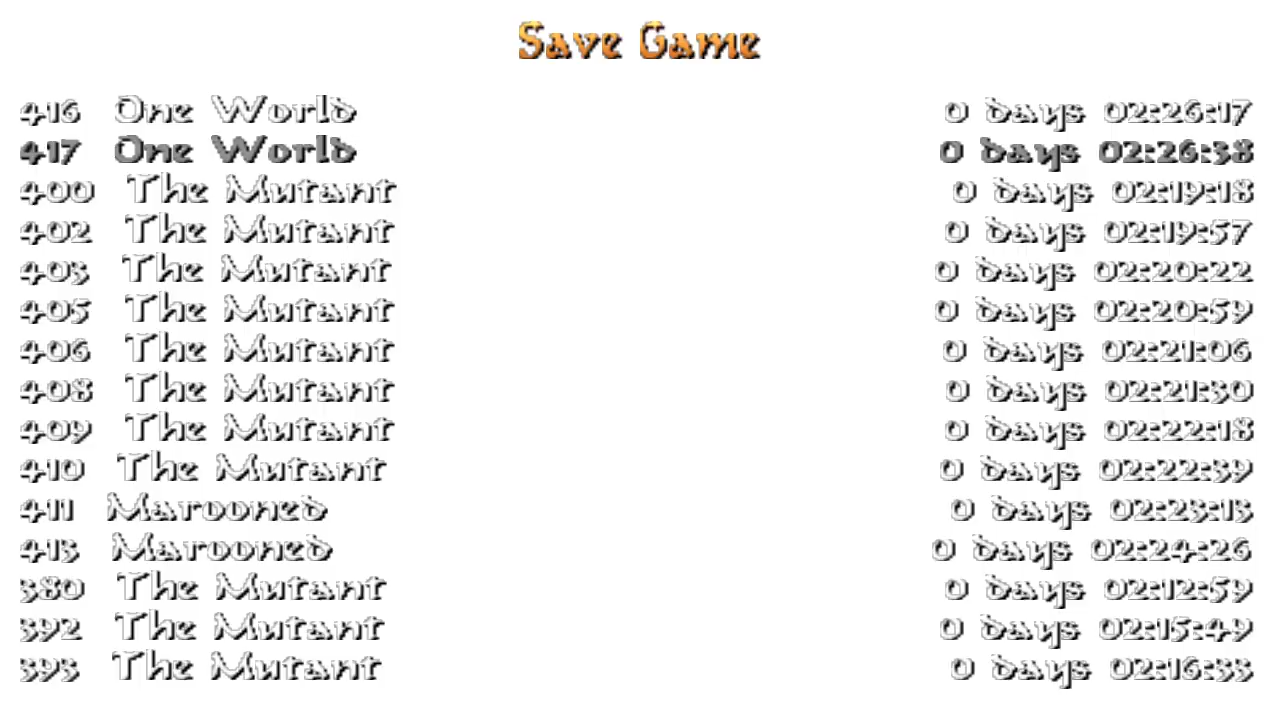 Save Game
416 One World 0 days 02:26:17
417 One World 0 days 02:26:38
400 The Mutant 0 days 02:19:18
402 The Mutant 0 days 02:19:57
403 The Mutant 0 days 02:20:22
405 The Mutant 0 days 02:20:59
406 The Mutant 0 days 02:21:06
408 The Mutant 0 days 02:21:30
409 The Mutant 0 days 02:22:18
410 The Mutant 0 days 02:22:39
411 Marooned 0 days 02:23:13
413 Marooned 0 days 02:24:26
380 The Mutant 0 days 02:12:59
392 The Mutant 0 days 02:15:49
393 The Mutant 0 days 02:16:33